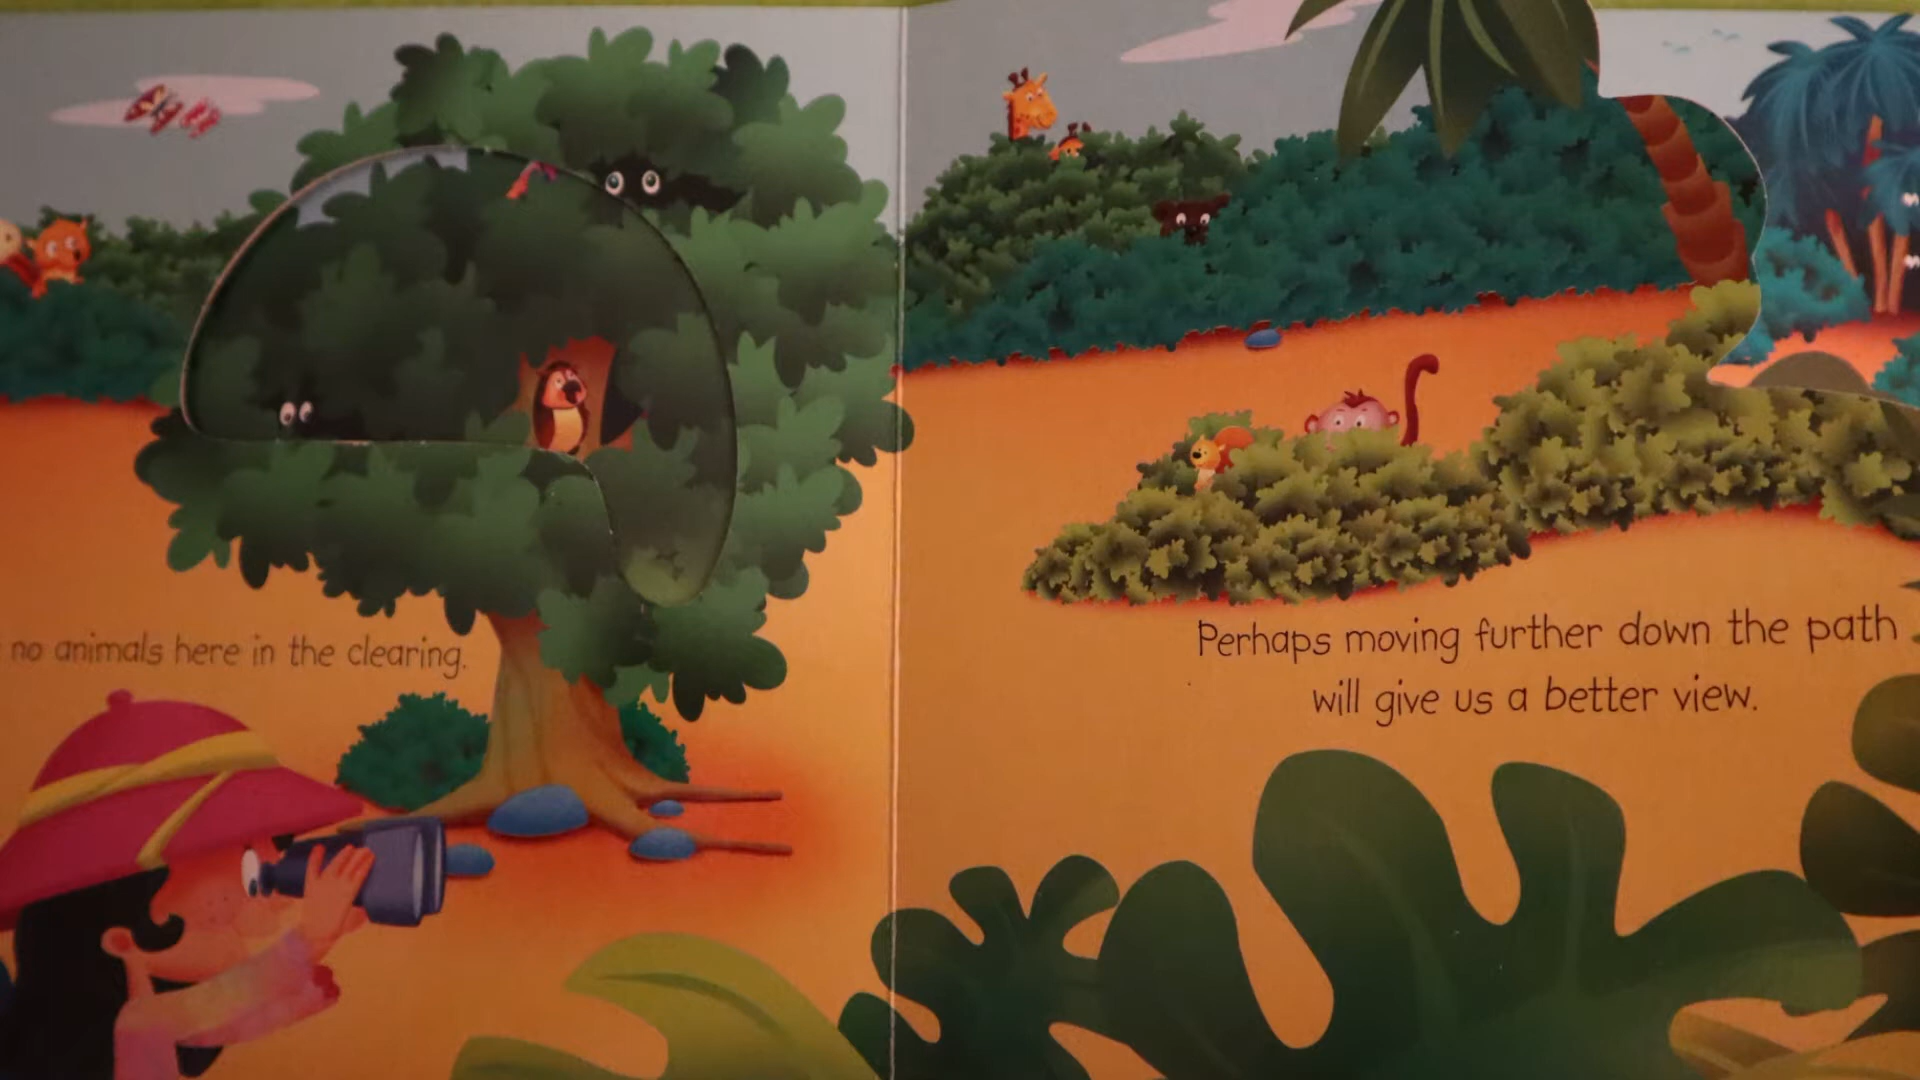 no animals here in the clearing.
Perhaps moving further down the path
will give us a better view.